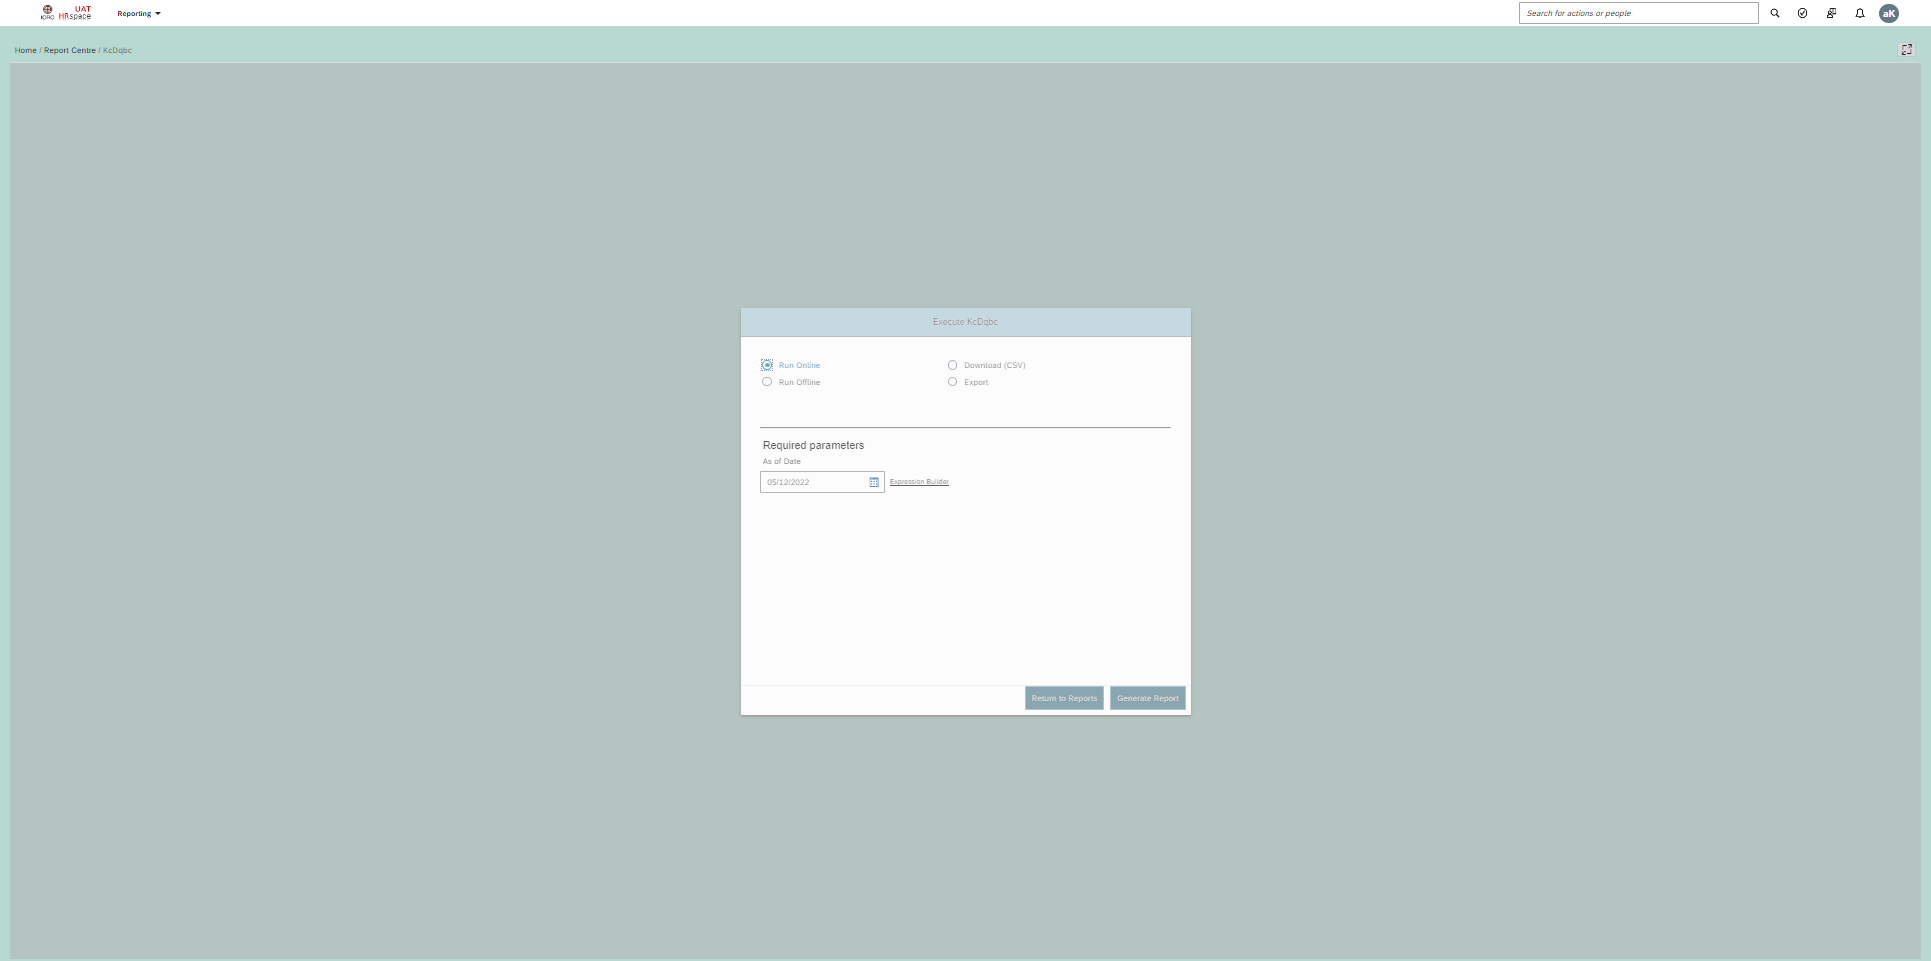 ICRC
UAT
HRspace
Reporting
Search for actions or people
aK
Home / Report Centre / KcDqbc
Execute KcDqbc
Run Online
Download (CSV)
Run Offline
Export
Required parameters
As of Date
05/12/2022
Expression Builder
Return to Reports
Generate Report